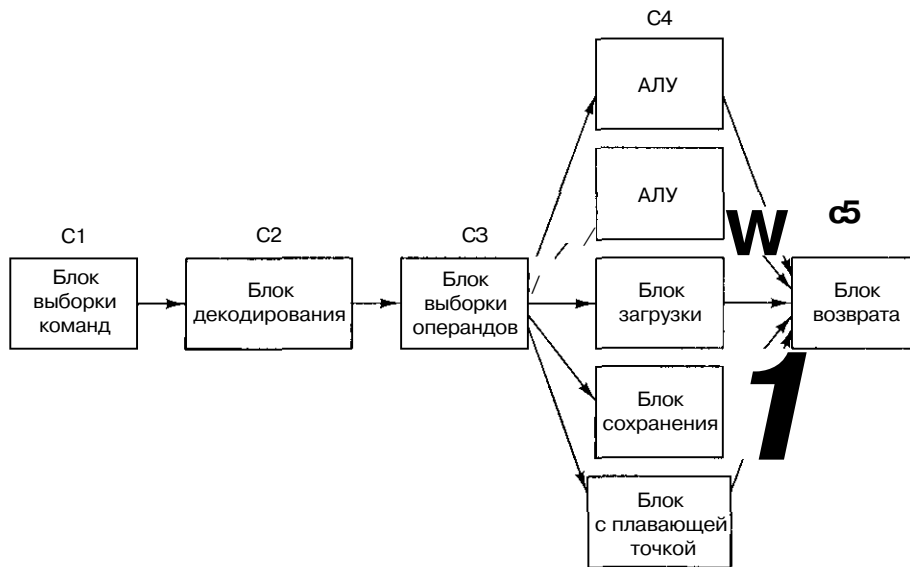 С4
АЛУ
АЛУ
W
с5
С1
С2
С3
Блок
выборки
команд
Блок
декодирования
Блок
выборки
операндов
Блок
загрузки
Блок
возврата
Блок
сохранения
1
Блок
с плавающей
точкой